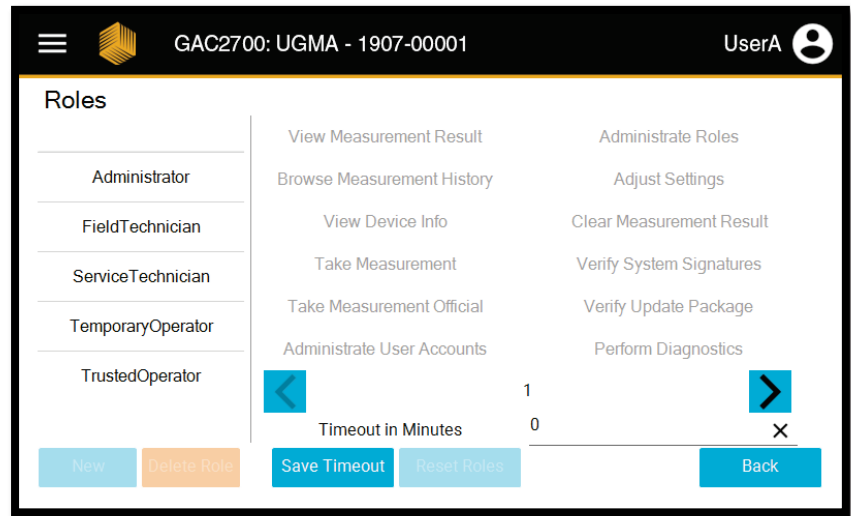 GAC2700: UGMA - 1907-00001
UserA
Roles
View Measurement Result
Administrate Roles
Administrator
Browse Measurement History
Adjust Settings
FieldTechnician
View Device Info
Clear Measurement Result
ServiceTechnician
Take Measurement
Verify System Signatures
TemporaryOperator
Take Measurement Official
Verify Update Package
TrustedOperator
Administrate User Accounts
Perform Diagnostics
1
Timeout in Minutes
0
New
Delete Role
Save Timeout
Reset Roles
Back